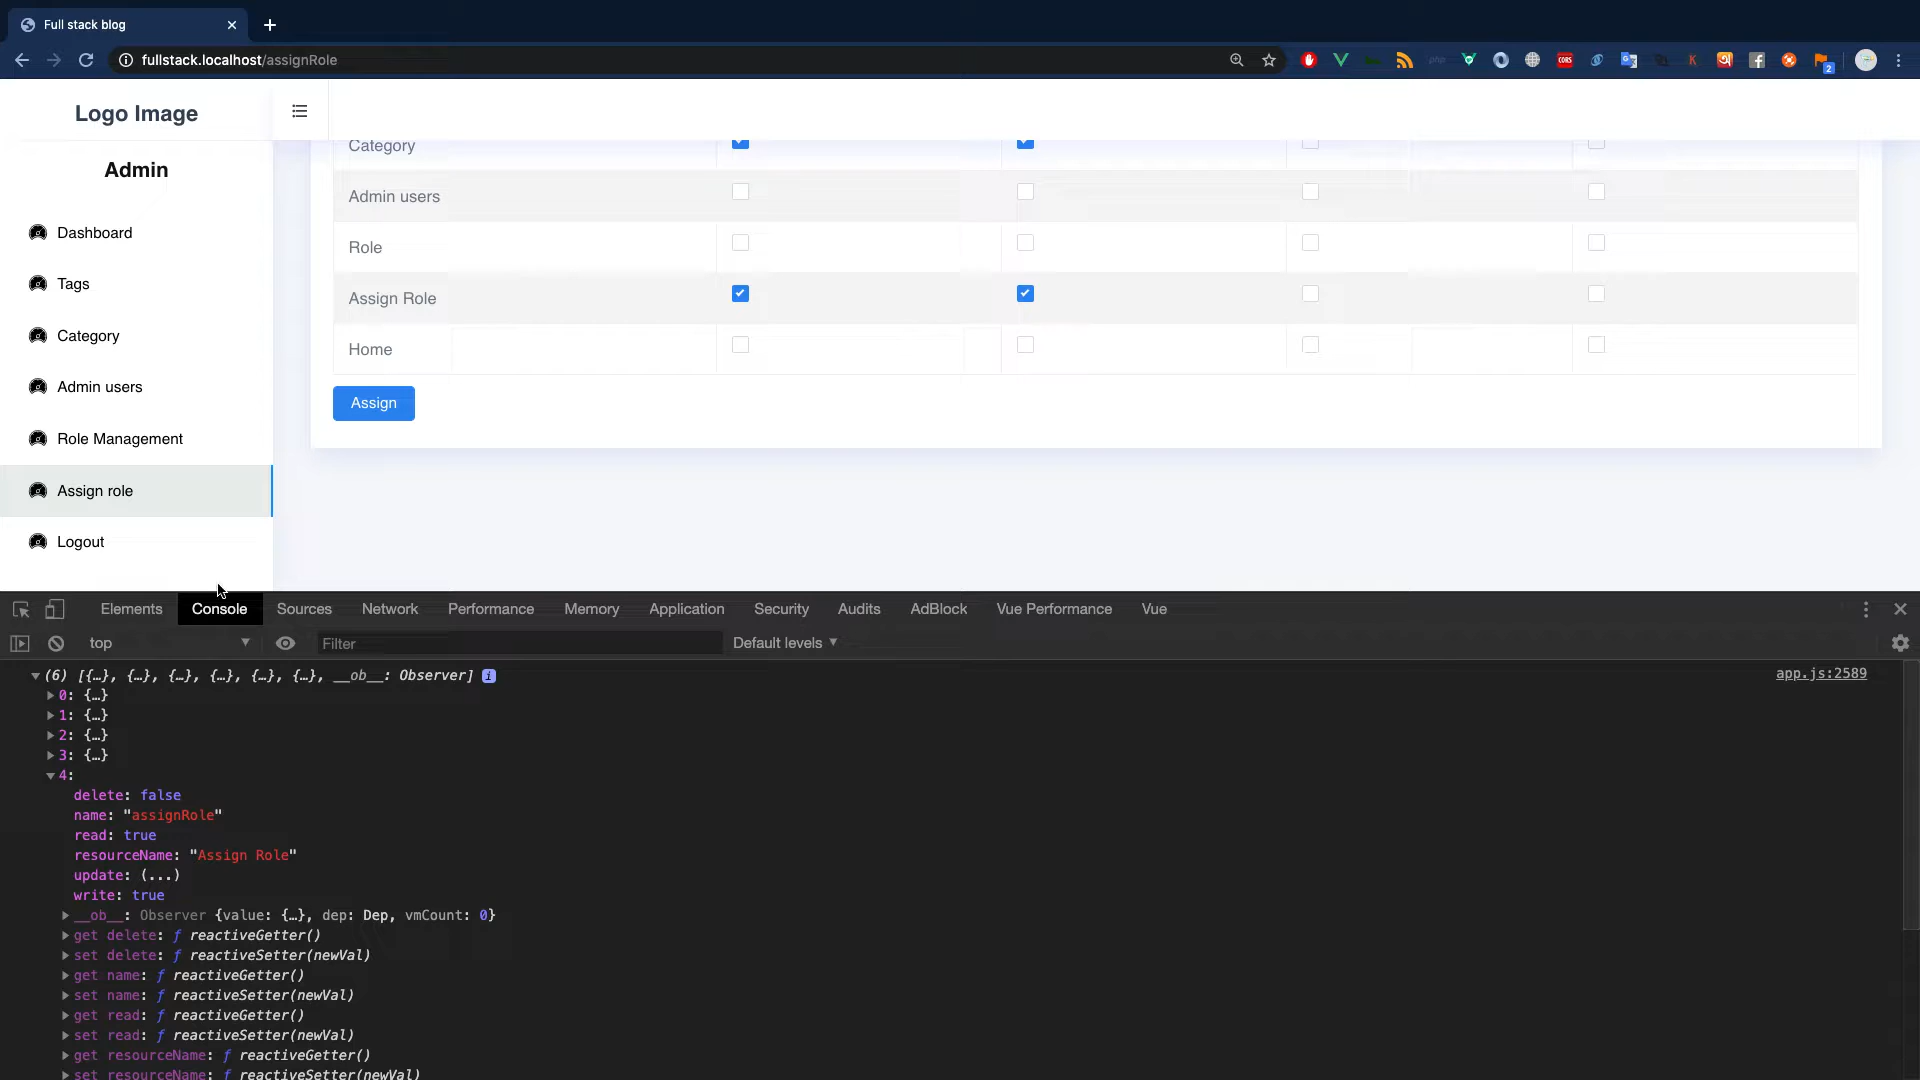 Full stack blog
fullstack.localhost/assignRole
Logo Image
Admin
Dashboard
Tags
Category
Admin users
Role Management
Assign role
Logout
Category
Admin users
Role
Assign Role
Home
Assign
Elements Console Sources Network Performance Memory Application Security Audits AdBlock Vue Performance Vue
top Filter Default levels
(6) [{…}, {…}, {…}, {…}, {…}, {…}, __ob__: Observer] i app.js:2589
0: {…}
1: {…}
2: {…}
3: {…}
4:
delete: false
name: "assignRole"
read: true
resourceName: "Assign Role"
update: (...)
write: true
__ob__: Observer {value: {…}, dep: Dep, vmCount: 0}
get delete: ƒ reactiveGetter()
set delete: ƒ reactiveSetter(newVal)
get name: ƒ reactiveGetter()
set name: ƒ reactiveSetter(newVal)
get read: ƒ reactiveGetter()
set read: ƒ reactiveSetter(newVal)
get resourceName: ƒ reactiveGetter()
set resourceName: ƒ reactiveSetter(newVal)